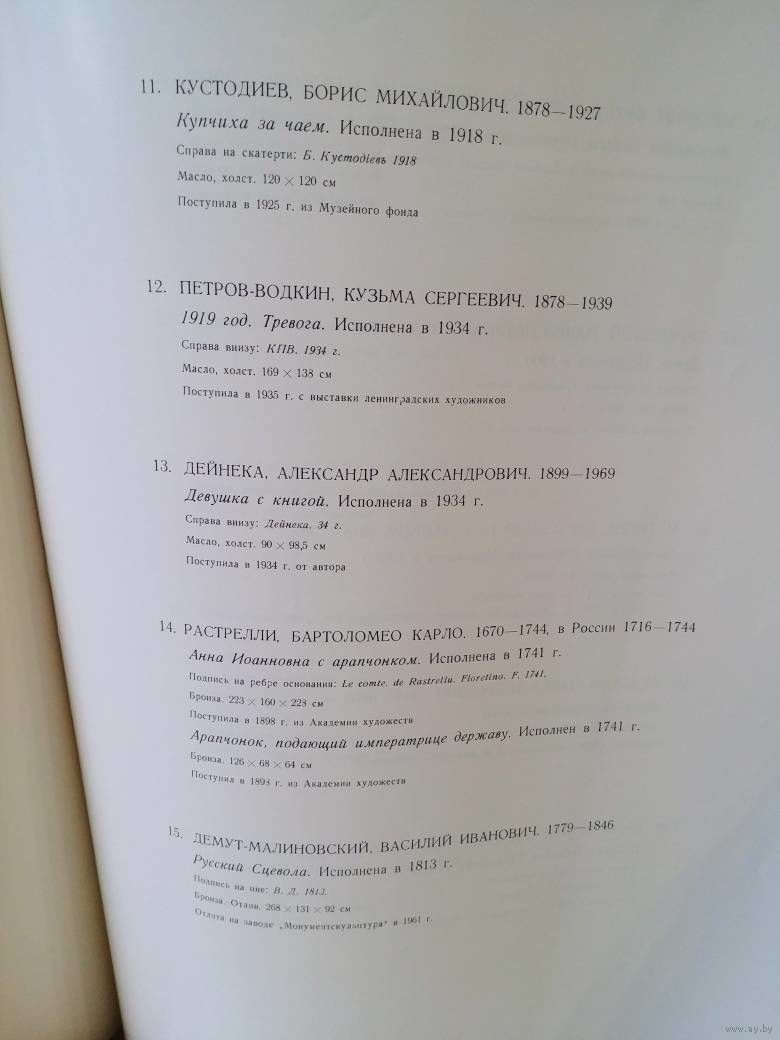 11. КУСТОДИЕВ, БОРИС МИХАЙЛОВИЧ. 1878—1927
Купчиха за чаем. Исполнена в 1918 г.
Справа на скатерти: Б. Кустодіевъ 1918
Масло, холст. 120 × 120 см
Поступила в 1925 г. из Музейного фонда
12. ПЕТРОВ-ВОДКИН, КУЗЬМА СЕРГЕЕВИЧ. 1878—1939
1919 год. Тревога. Исполнена в 1934 г.
Справа внизу: КПВ. 1934 г.
Масло, холст. 169 × 138 см
Поступила в 1935 г. с выставки ленинградских художников
13. ДЕЙНЕКА, АЛЕКСАНДР АЛЕКСАНДРОВИЧ. 1899—1969
Девушка с книгой. Исполнена в 1934 г.
Справа внизу: Дейнека, 34 г.
Масло, холст. 90 × 98,5 см
Поступила в 1934 г. от автора
14. РАСТРЕЛЛИ, БАРТОЛОМЕО КАРЛО. 1670—1744, в России 1716—1744
Анна Иоанновна с арапчонком. Исполнена в 1741 г.
Подпись на ребре основания: Le comte. de Rastrellu. Floretino. F. 1741.
Бронза. 223 × 160 × 228 см
Поступила в 1898 г. из Академии художеств
Арапчонок, подающий императрице державу. Исполнен в 1741 г.
Бронза. 126 × 68 × 64 см
Поступил в 1898 г. из Академии художеств
15. ДЕМУТ-МАЛИНОВСКИЙ, ВАСИЛИЙ ИВАНОВИЧ. 1779—1846
Русский Сцевола. Исполнена в 1813 г.
Подпись на пне: В. Д. 1813.
Бронза. Отлив. 268 × 131 × 92 см
Отлита на заводе „Монументскульптура" в 1961 г.
www.ay.by